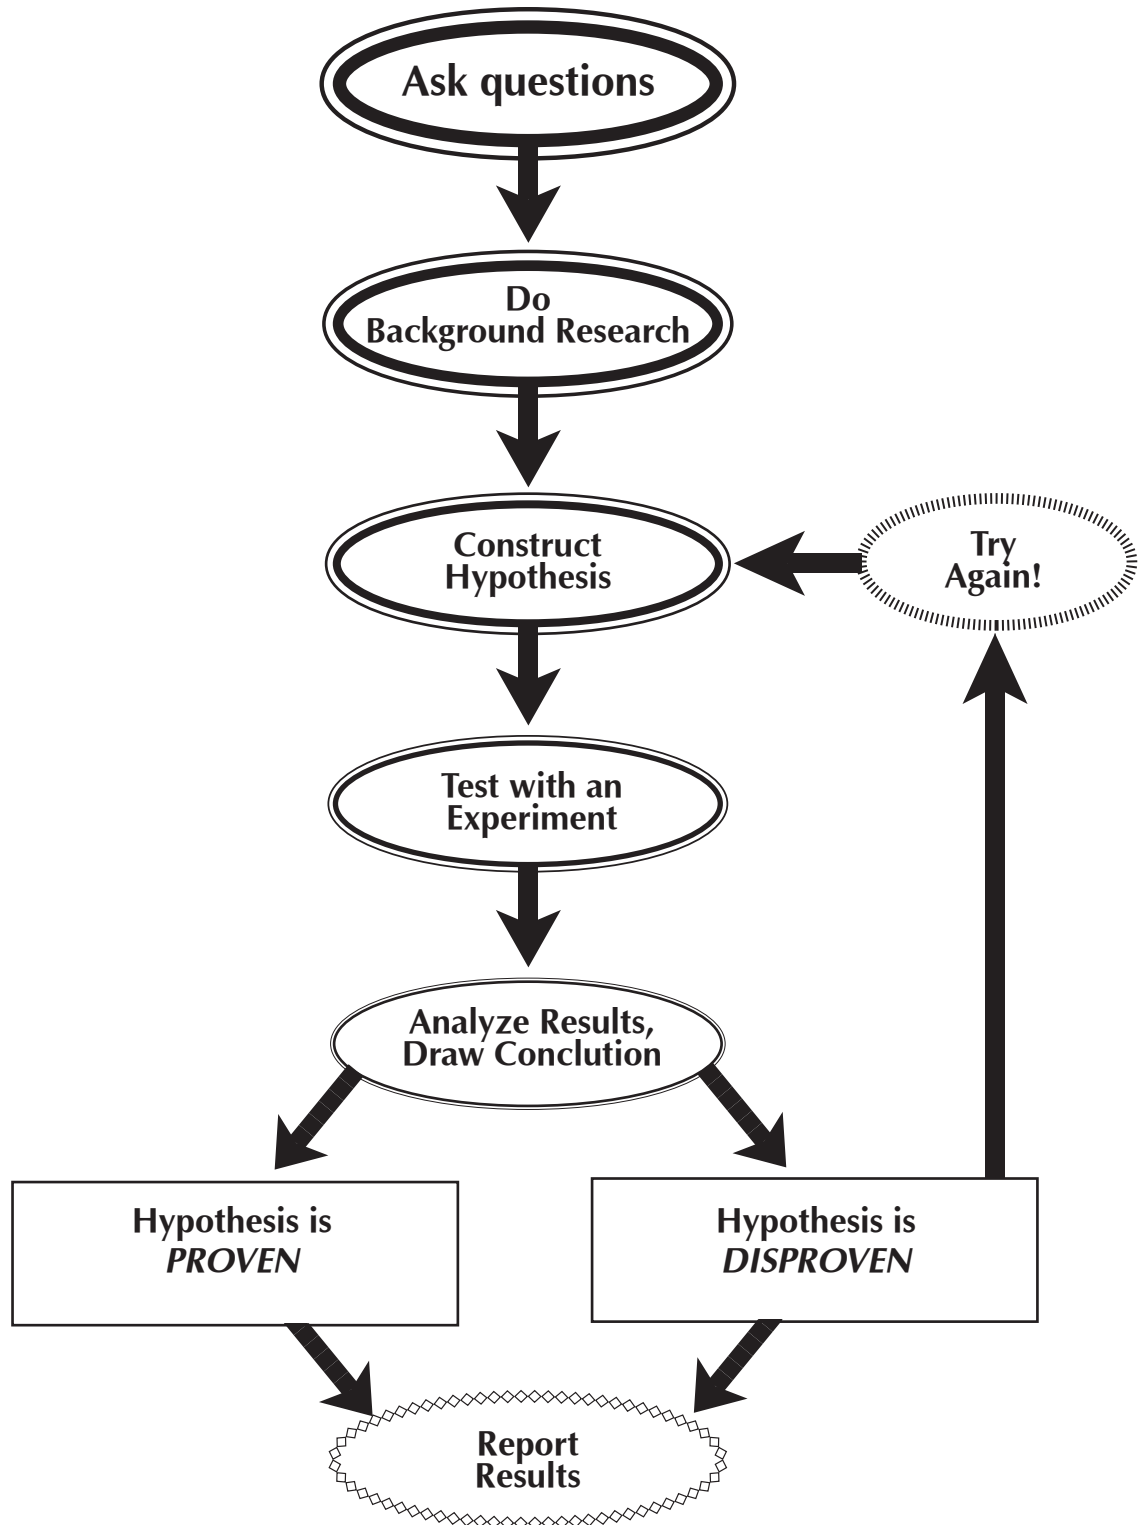 Ask questions
Do
Background Research
Construct
Hypothesis
Try
Again!
Test with an
Experiment
Analyze Results,
Draw Conclution
Hypothesis is
PROVEN
Hypothesis is
DISPROVEN
Report
Results